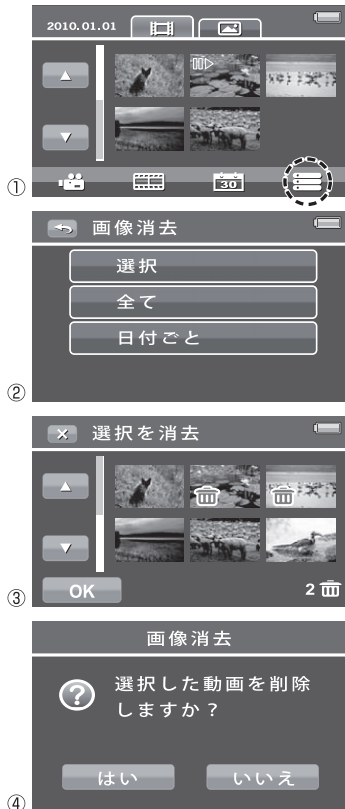 2010.01.01
30
①
画像消去
選択
全て
日付ごと
②
選択を消去
OK
2
③
画像消去
選択した動画を削除
しますか？
はい いいえ
④